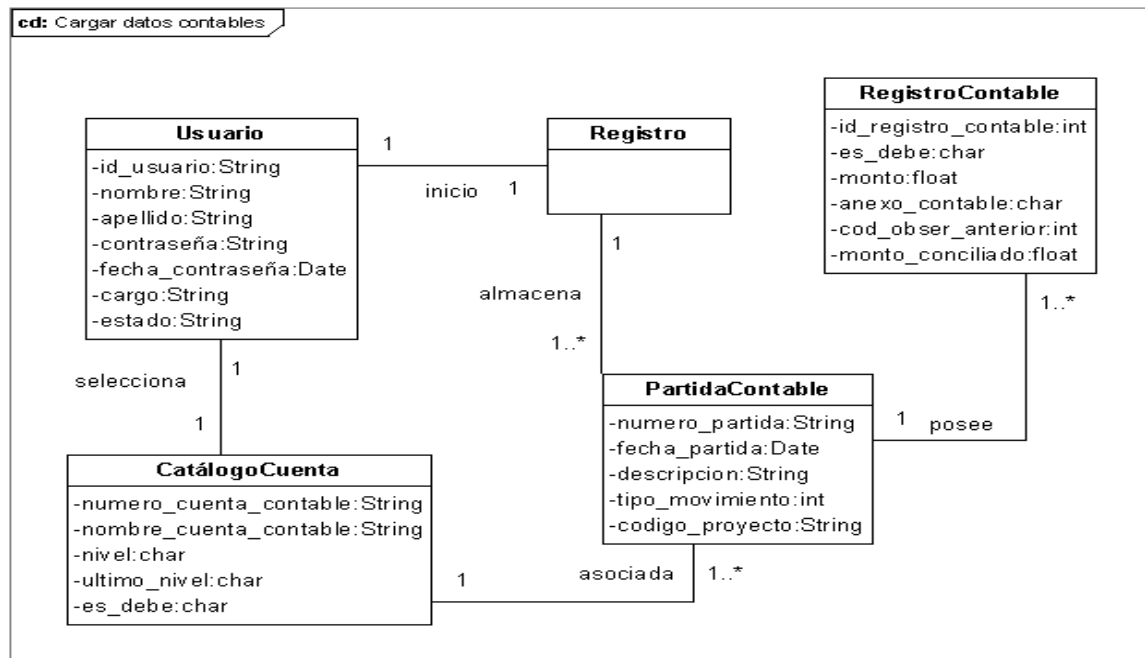 cd: Cargar datos contables
Usuario
-id_usuario:String
-nombre:String
-apellido:String
-contraseña:String
-fecha_contraseña:Date
-cargo:String
-estado:String
1
inicio
1
Registro
RegistroContable
-id_registro_contable:int
-es_debe:char
-monto:float
-anexo_contable:char
-cod_obser_anterior:int
-monto_conciliado:float
1
almacena
1..*
1..*
selecciona
1
1
PartidaContable
-numero_partida:String
-fecha_partida:Date
-descripcion:String
-tipo_movimiento:int
-codigo_proyecto:String
1
posee
CatálogoCuenta
-numero_cuenta_contable:String
-nombre_cuenta_contable:String
-nivel:char
-ultimo_nivel:char
-es_debe:char
1
asociada
1..*